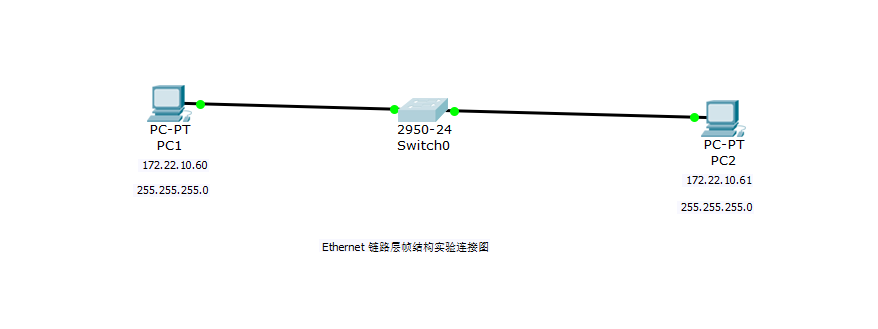 PC-PT
PC1
172.22.10.60
255.255.255.0
2950-24
Switch0
PC-PT
PC2
172.22.10.61
255.255.255.0
Ethernet 链路层帧结构实验连接图